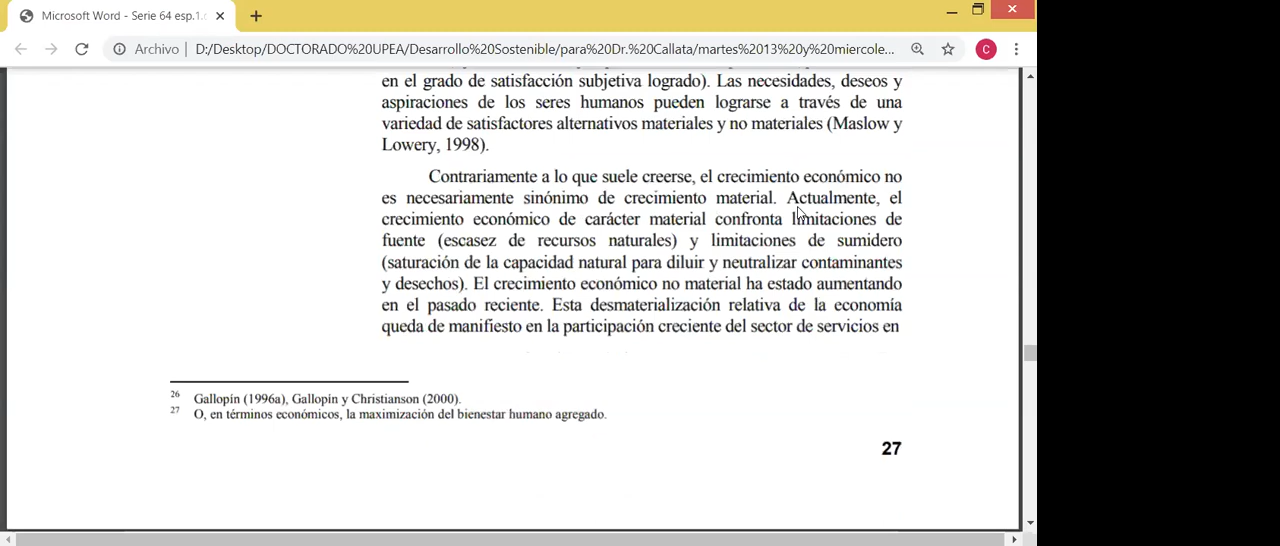 Microsoft Word - Serie 64 esp.1.
Archivo D:/Desktop/DOCTORADO%20UPEA/Desarrollo%20Sostenible/para%20Dr.%20Callata/martes%2013%20y%20miercole...
C
en el grado de satisfacción subjetiva logrado). Las necesidades, deseos y
aspiraciones de los seres humanos pueden lograrse a través de una
variedad de satisfactores alternativos materiales y no materiales (Maslow y
Lowery, 1998).
Contrariamente a lo que suele creerse, el crecimiento económico no
es necesariamente sinónimo de crecimiento material. Actualmente, el
crecimiento económico de carácter material confronta limitaciones de
fuente (escasez de recursos naturales) y limitaciones de sumidero
(saturación de la capacidad natural para diluir y neutralizar contaminantes
y desechos). El crecimiento económico no material ha estado aumentando
en el pasado reciente. Esta desmaterialización relativa de la economía
queda de manifiesto en la participación creciente del sector de servicios en
26 Gallopín (1996a), Gallopín y Christianson (2000).
27 O, en términos económicos, la maximización del bienestar humano agregado.
27